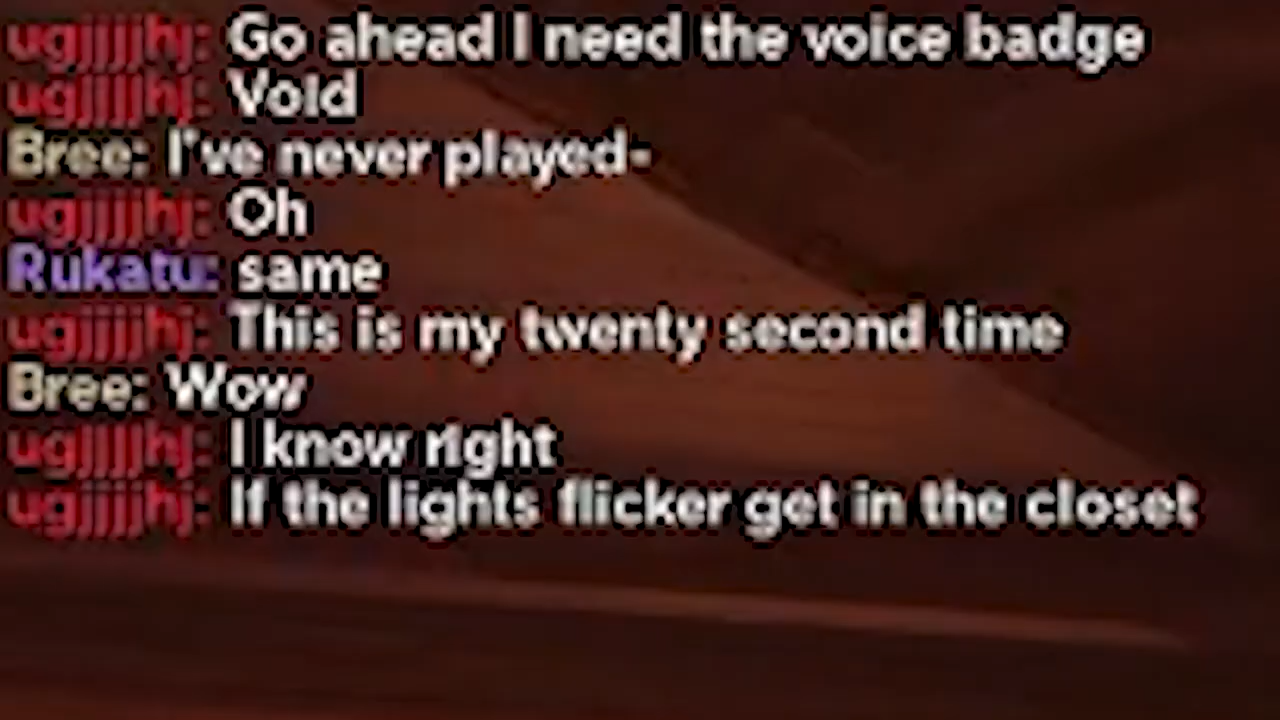 ugjjjjhj: Go ahead I need the voice badge
ugjjjjhj: Void
Bree: I've never played-
ugjjjjhj: Oh
Rukatu: same
ugjjjjhj: This is my twenty second time
Bree: Wow
ugjjjjhj: I know right
ugjjjjhj: If the lights flicker get in the closet